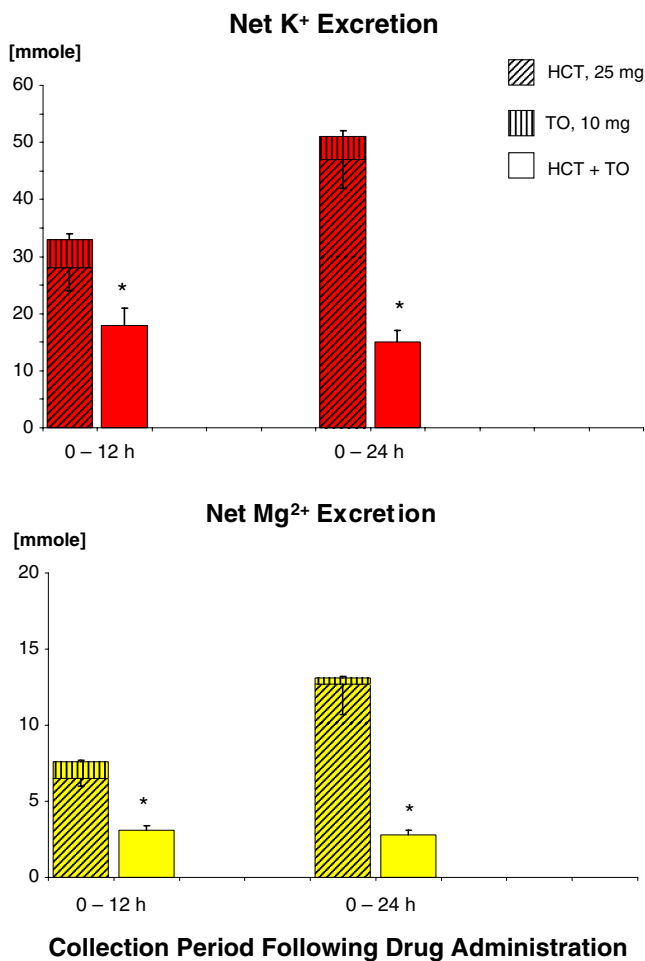 Net K⁺ Excretion
[mmole]
60
50
40
30
20
10
0
HCT, 25 mg
TO, 10 mg
HCT + TO
*
*
0 – 12 h
0 – 24 h
Net Mg²⁺ Excretion
[mmole]
20
15
10
5
0
*
*
0 – 12 h
0 – 24 h
Collection Period Following Drug Administration